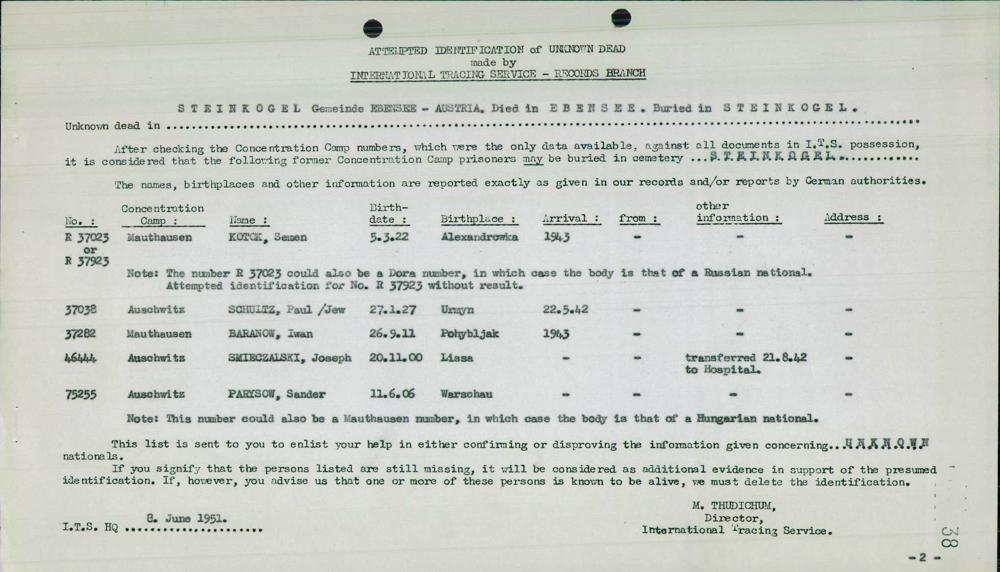 ATTEMPTED IDENTIFICATION of UNKNOWN DEAD
made by
INTERNATIONAL TRACING SERVICE - RECORDS BRANCH
S T E I N K O G E L Gemeinde EBENSEE - AUSTRIA. Died in E B E N S E E. Buried in S T E I N K O G E L.
Unknown dead in ........................................
After checking the Concentration Camp numbers, which were the only data available, against all documents in I.T.S. possession,
it is considered that the following former Concentration Camp prisoners may be buried in cemetery ...S.T.E.I.N.K.O.G.E.L..............
The names, birthplaces and other information are reported exactly as given in our records and/or reports by German authorities.
No. : Concentration Camp : Name : Birth-date : Birthplace : Arrival : from : other information : Address :
R 37023 Mauthausen KOTOK, Semen 5.3.22 Alexandrowka 1943 - - -
or
R 37923
Note: The number R 37023 could also be a Dora number, in which case the body is that of a Russian national.
Attempted identification for No. R 37923 without result.
37038 Auschwitz SCHULTZ, Paul /Jew 27.1.27 Unmyn 22.5.42 - - -
37282 Mauthausen BARANOW, Iwan 26.9.11 Pohybljak 1943 - - -
46444 Auschwitz SMIECZALSKI, Joseph 20.11.00 Lissa - - transferred 21.8.42 -
to Hospital.
75255 Auschwitz PARYSOW, Sander 11.6.06 Warschau - - - -
Note: This number could also be a Mauthausen number, in which case the body is that of a Hungarian national.
This list is sent to you to enlist your help in either confirming or disproving the information given concerning..U N K N O W N
nationals.
If you signify that the persons listed are still missing, it will be considered as additional evidence in support of the presumed
identification. If, however, you advise us that one or more of these persons is known to be alive, we must delete the identification.
M. THUDICHUM,
Director,
International Tracing Service.
I.T.S. HQ 8. June 1951.
38
- 2 -